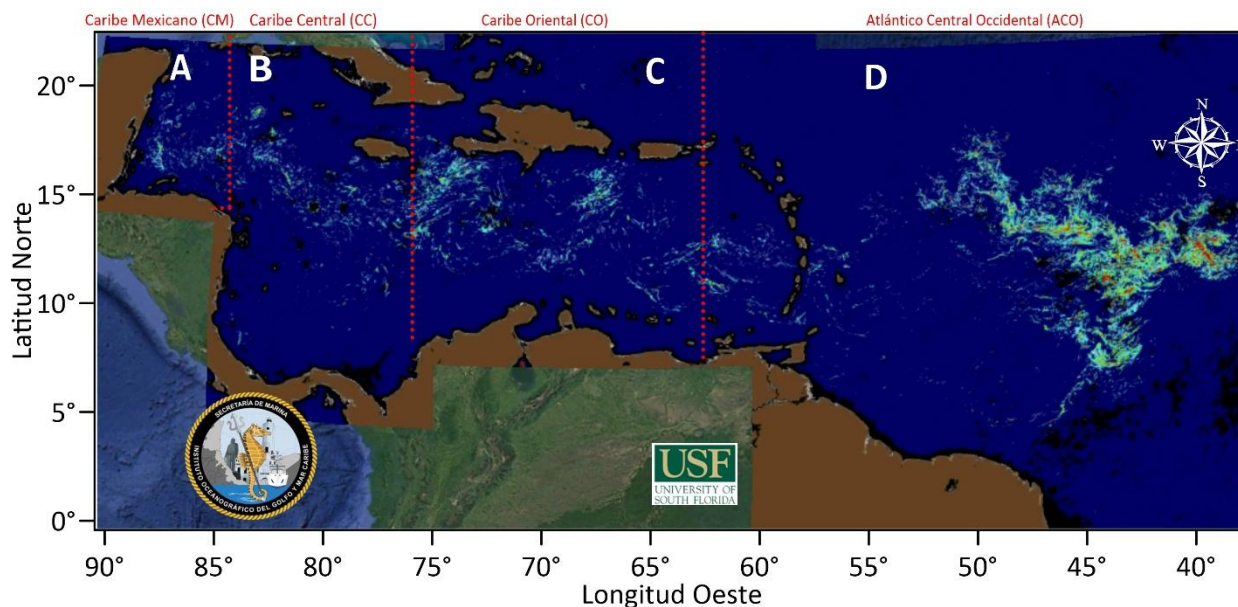 Caribe Mexicano (CM)
Caribe Central (CC)
Caribe Oriental (CO)
Atlántico Central Occidental (ACO)
A
B
C
D
N
W
E
S
Latitud Norte
20°
15°
10°
5°
0°
SECRETARÍA DE MARINA
INSTITUTO OCEANOGRÁFICO DEL GOLFO Y MAR CARIBE
USF
UNIVERSITY OF
SOUTH FLORIDA
90°
85°
80°
75°
70°
65°
60°
55°
50°
45°
40°
Longitud Oeste